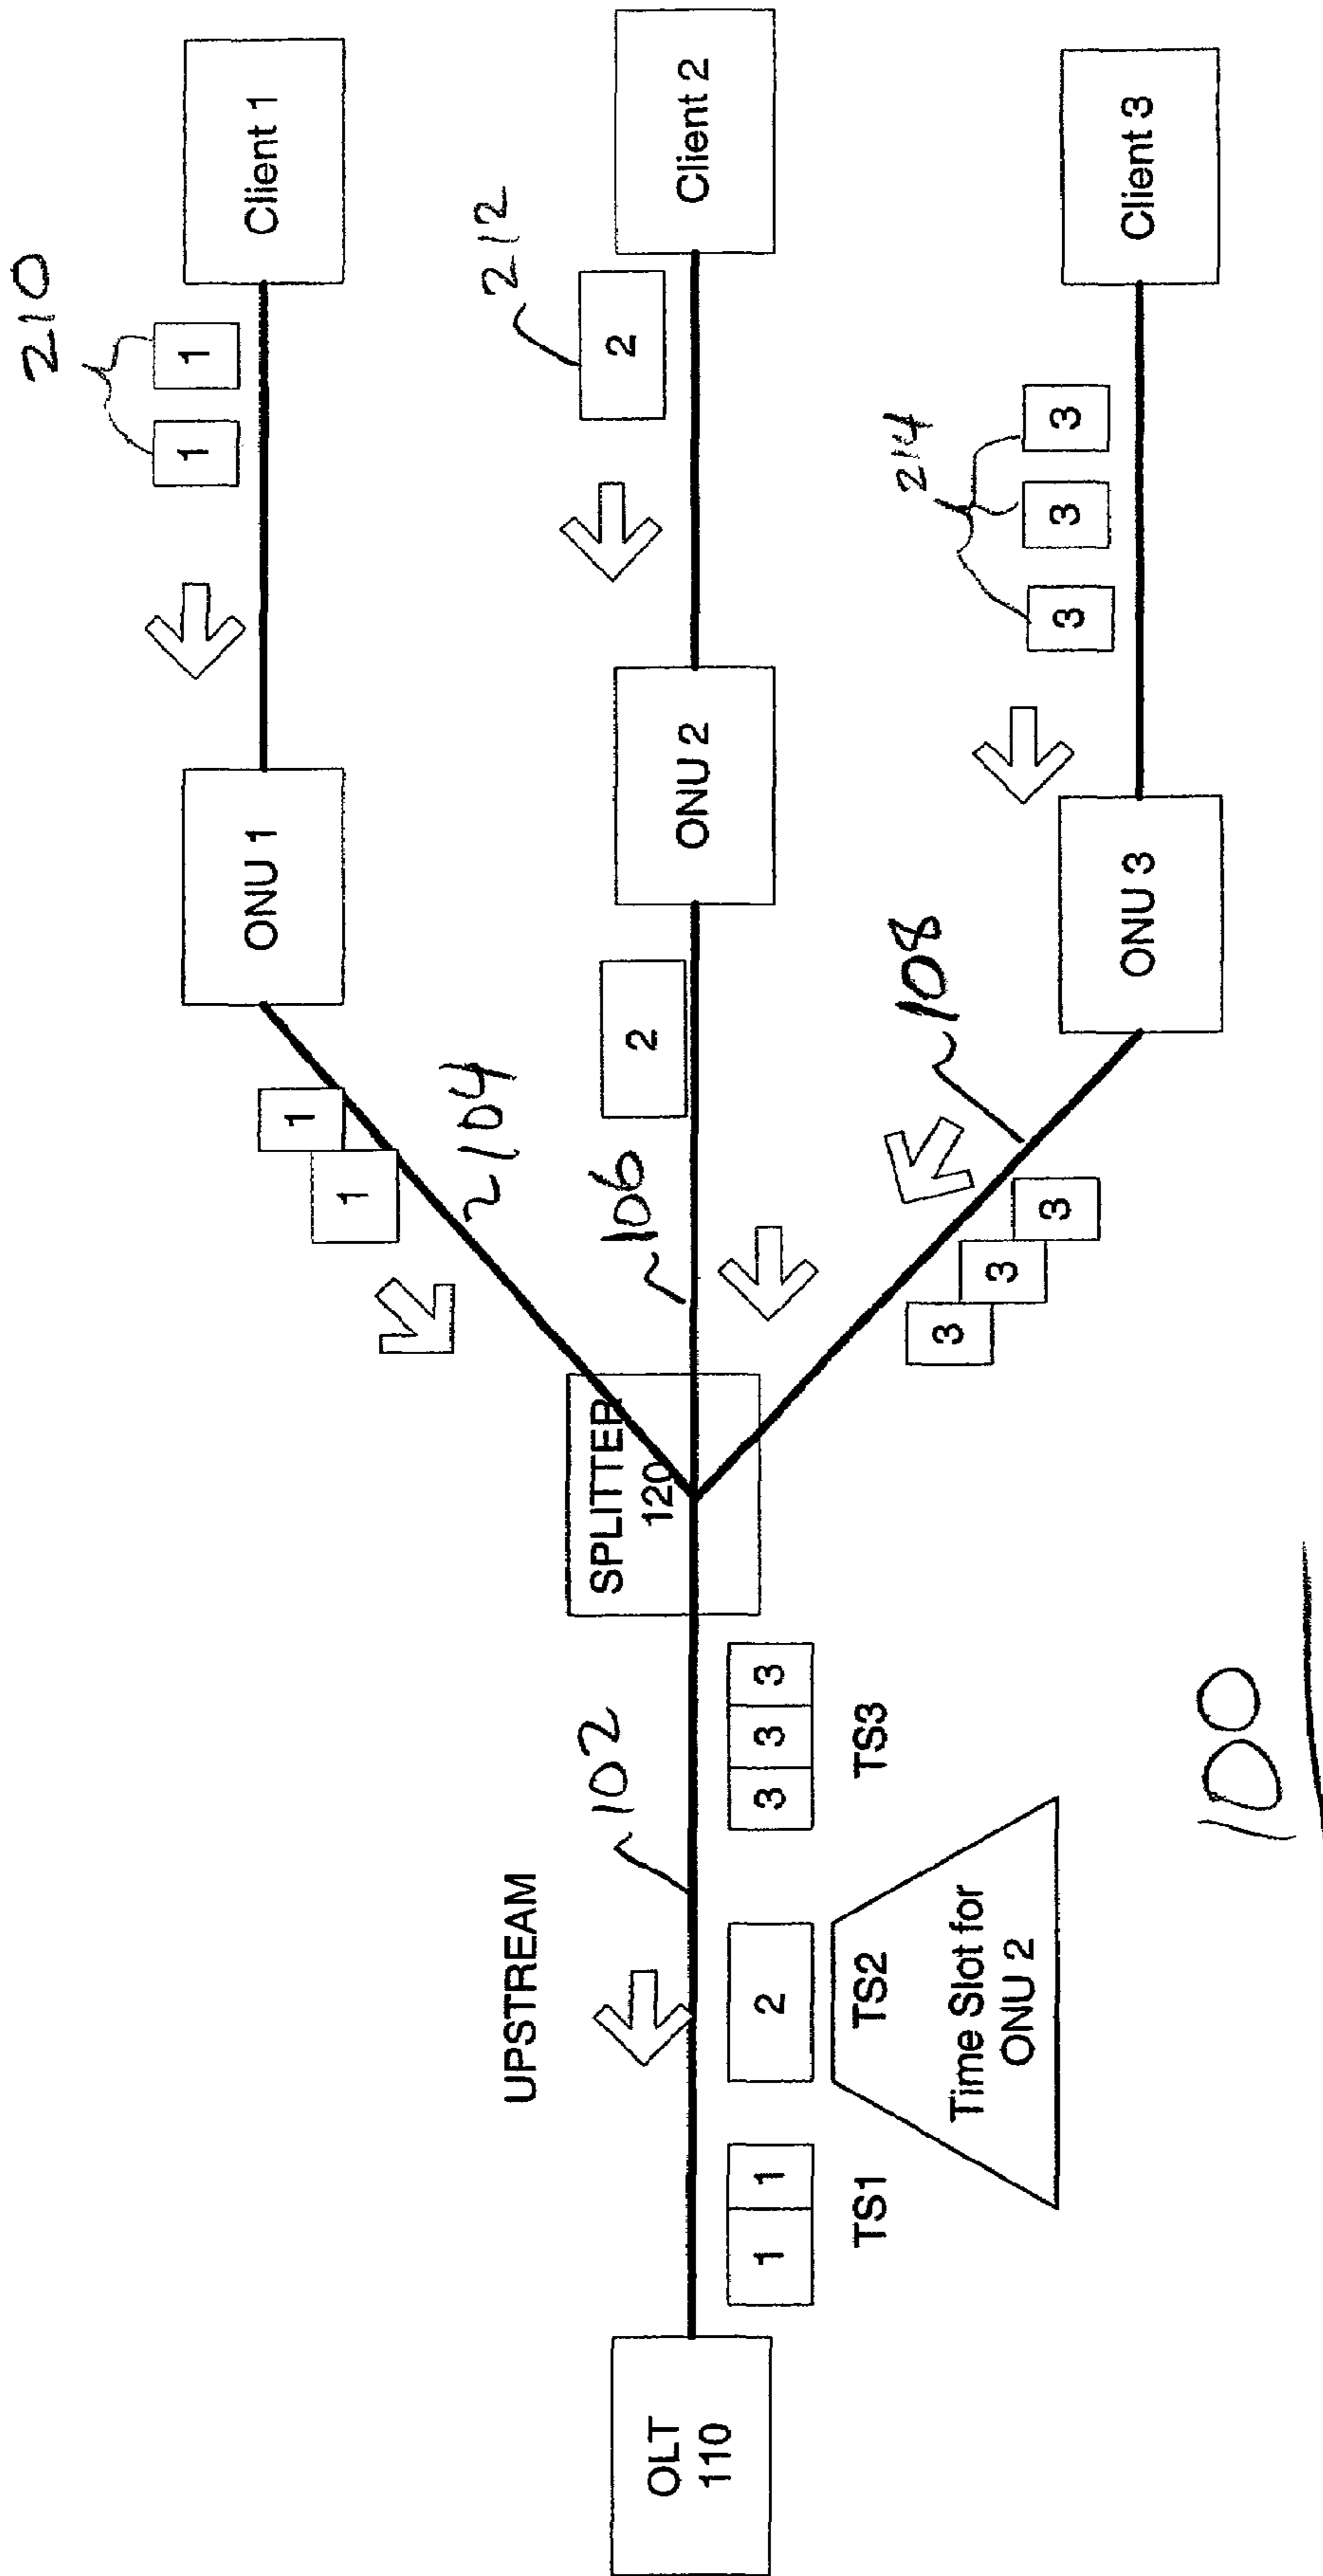 210
1
1
Client 1
ONU 1
1
1
104
212
2
Client 2
ONU 2
2
106
214
3
3
3
Client 3
ONU 3
108
3
3
3
SPLITTER
120
UPSTREAM
102
OLT
110
1 1
2
3 3 3
TS1
TS2
TS3
Time Slot for
ONU 2
100